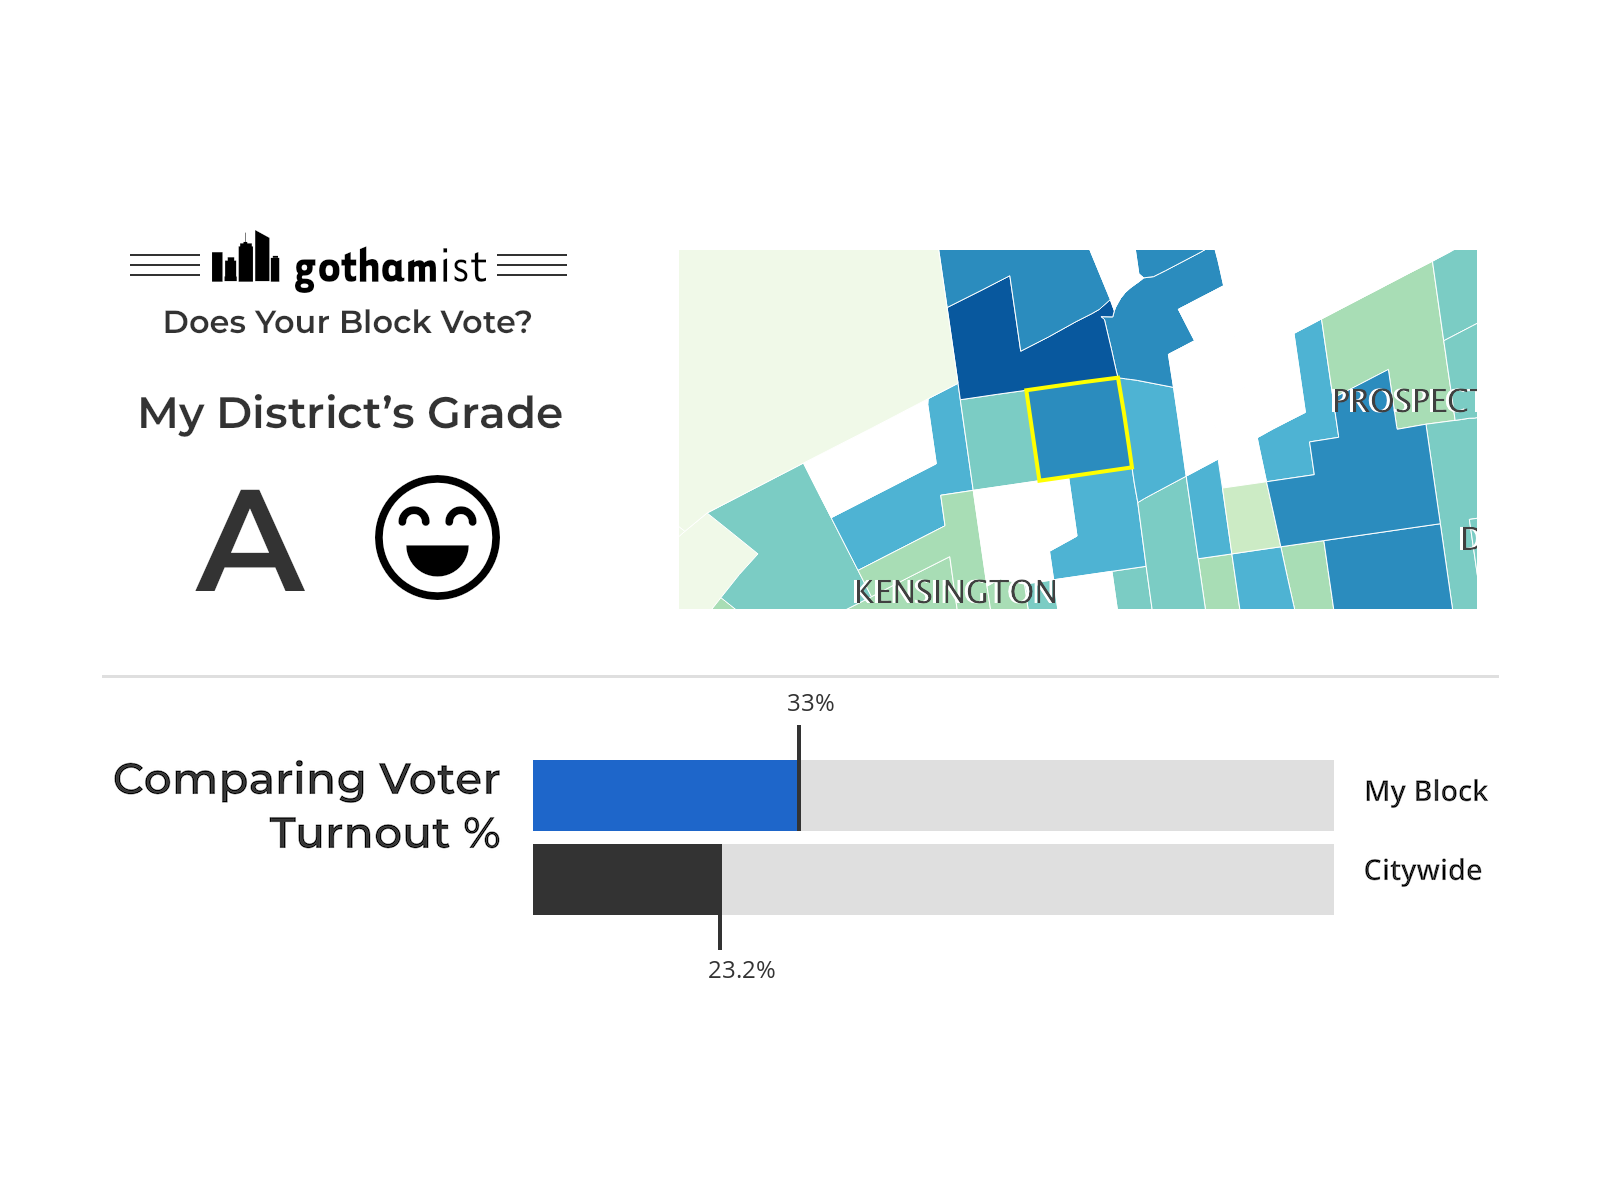 gothamist
Does Your Block Vote?
My District’s Grade
A
PROSPECT
D
KENSINGTON
33%
Comparing Voter
Turnout %
My Block
Citywide
23.2%